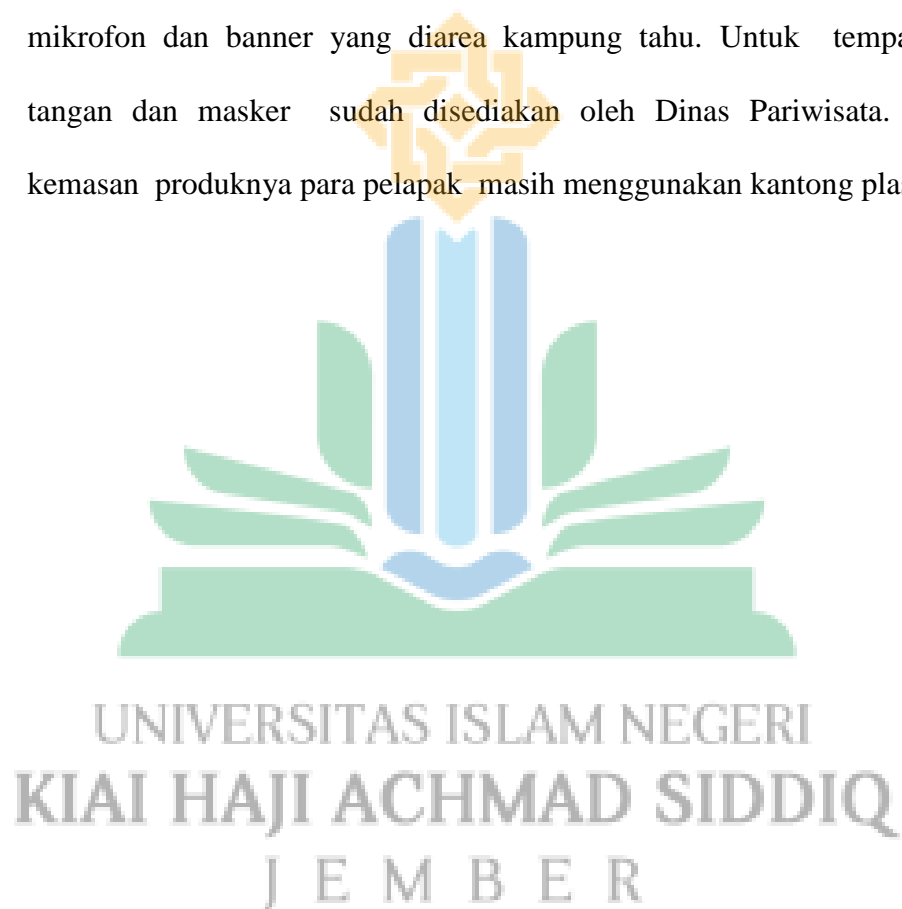 mikrofon dan banner yang diarea kampung tahu. Untuk
tangan dan masker sudah disediakan oleh Dinas Pariwisata.
kemasan produknya para pelapak masih menggunakan kantong
UNIVERSITAS ISLAM NEGERI
KIAI HAJI ACHMAD SIDDIQ
JEMBER